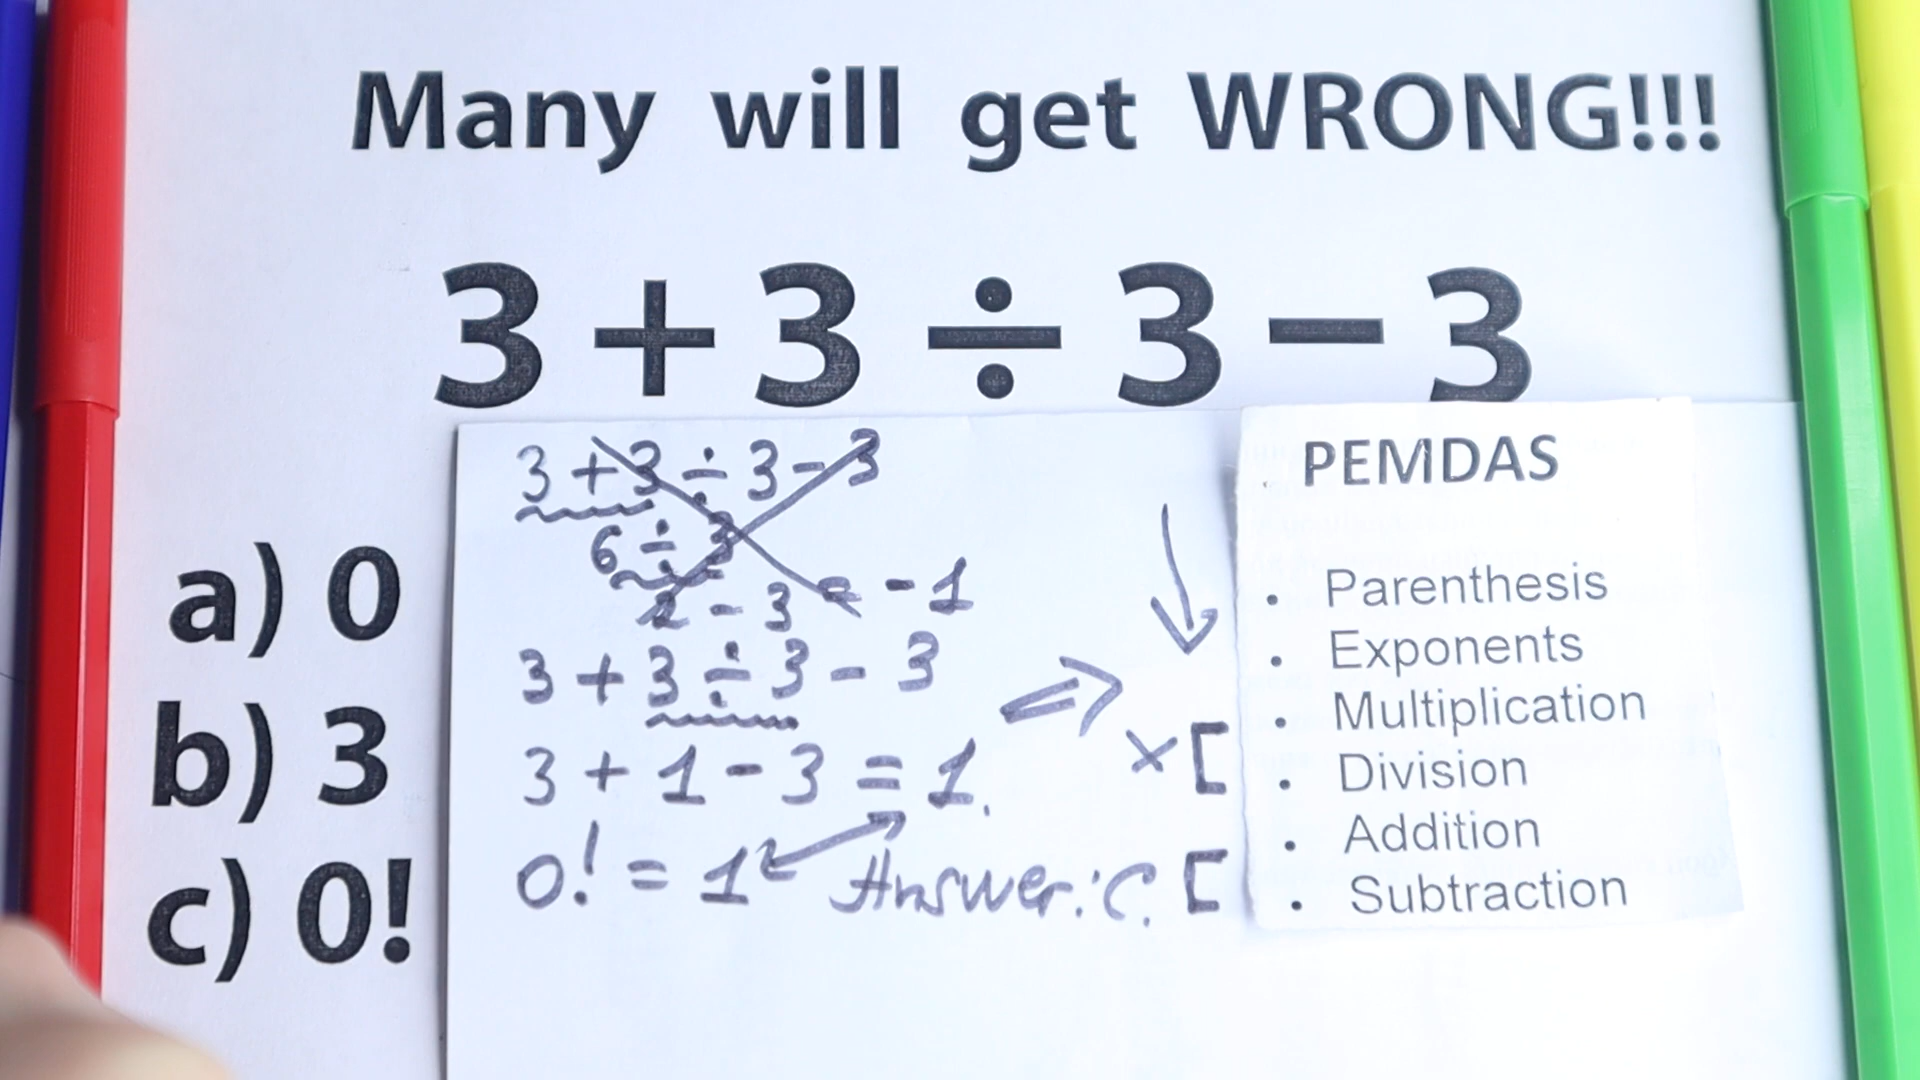 Many will get WRONG!!!
3+3÷3-3
a) 0
b) 3
c) 0!
3+3÷3-3
6÷3
2-3=-1
3+3÷3-3
3+1-3=1.
0!=1 Answer: C.
×[
[
PEMDAS
• Parenthesis
• Exponents
• Multiplication
• Division
• Addition
• Subtraction